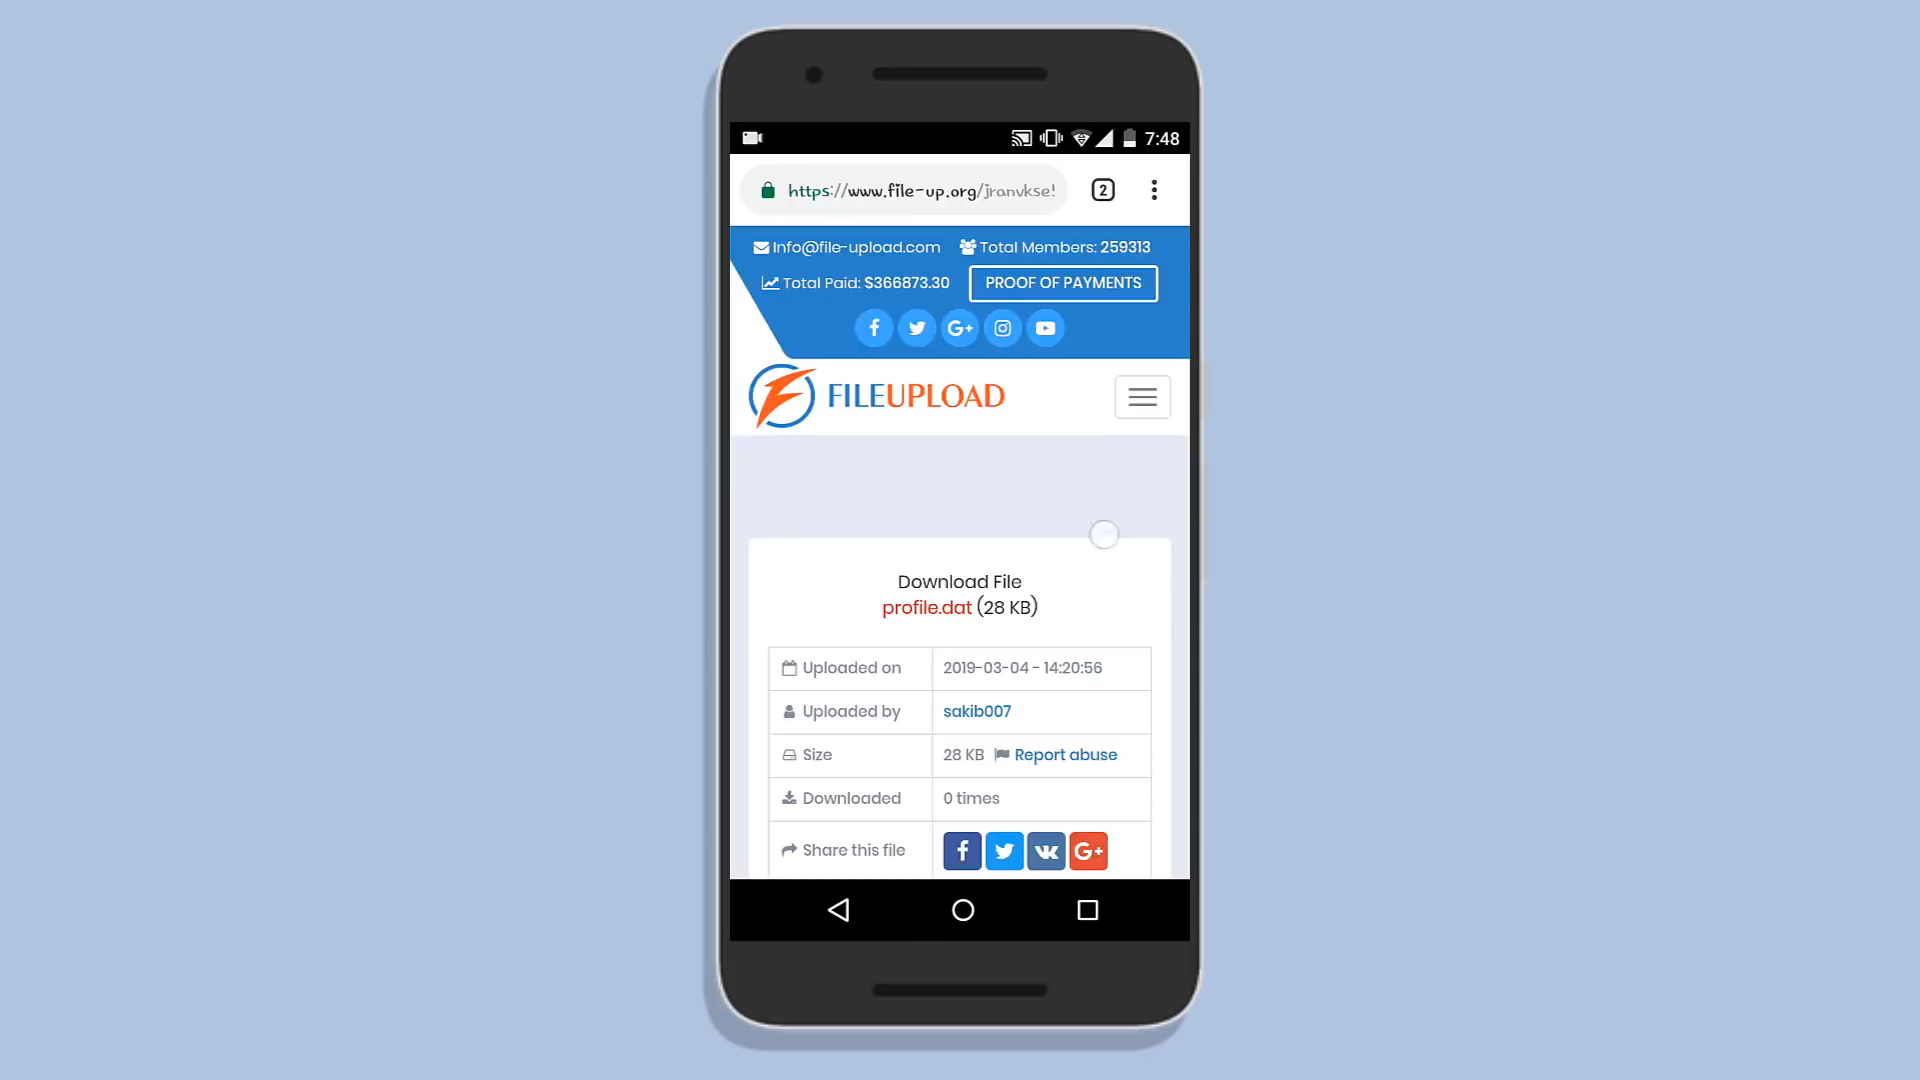 7:48
https://www.file-up.org/jranvkse!
2
Info@file-upload.com Total Members: 259313
Total Paid: $366873.30 PROOF OF PAYMENTS
FILEUPLOAD
Download File
profile.dat (28 KB)
Uploaded on 2019-03-04 - 14:20:56
Uploaded by sakib007
Size 28 KB Report abuse
Downloaded 0 times
Share this file